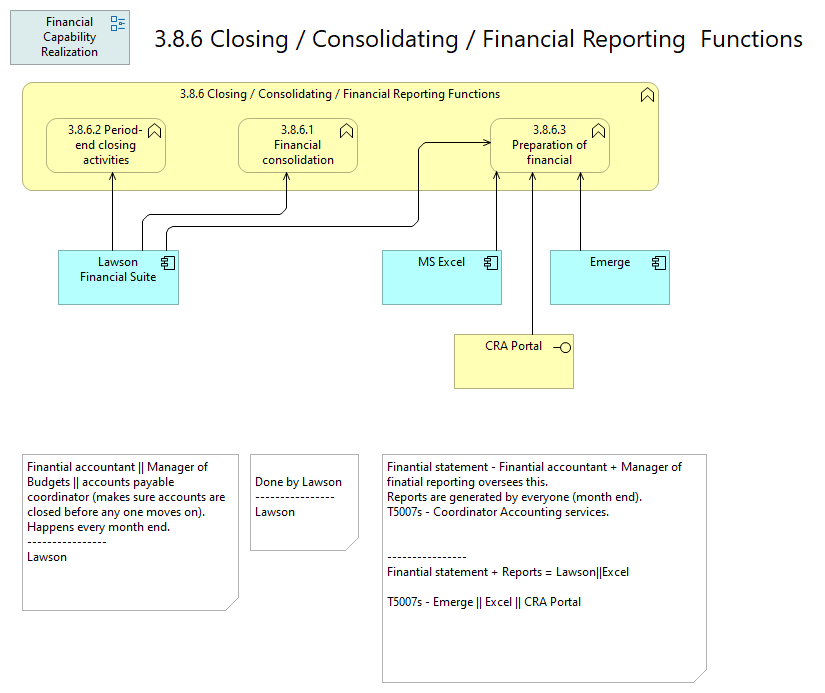 Financial
Capability
Realization
3.8.6 Closing / Consolidating / Financial Reporting  Functions
3.8.6 Closing / Consolidating / Financial Reporting Functions
3.8.6.2 Period-
end closing
activities
3.8.6.1
Financial
consolidation
3.8.6.3
Preparation of
financial
Lawson
Financial Suite
MS Excel
Emerge
CRA Portal
Finantial accountant || Manager of
Budgets || accounts payable
coordinator (makes sure accounts are
closed before any one moves on).
Happens every month end.
----------------
Lawson
Done by Lawson
----------------
Lawson
Finantial statement - Finantial accountant + Manager of
finatial reporting oversees this.
Reports are generated by everyone (month end).
T5007s - Coordinator Accounting services.
----------------
Finantial statement + Reports = Lawson||Excel
T5007s - Emerge || Excel || CRA Portal